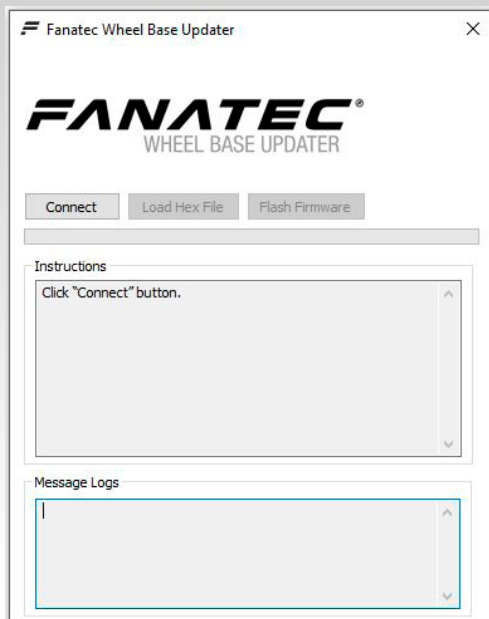 Fanatec Wheel Base Updater
FANATEC®
WHEEL BASE UPDATER
Connect Load Hex File Flash Firmware
Instructions
Click “Connect” button.
Message Logs